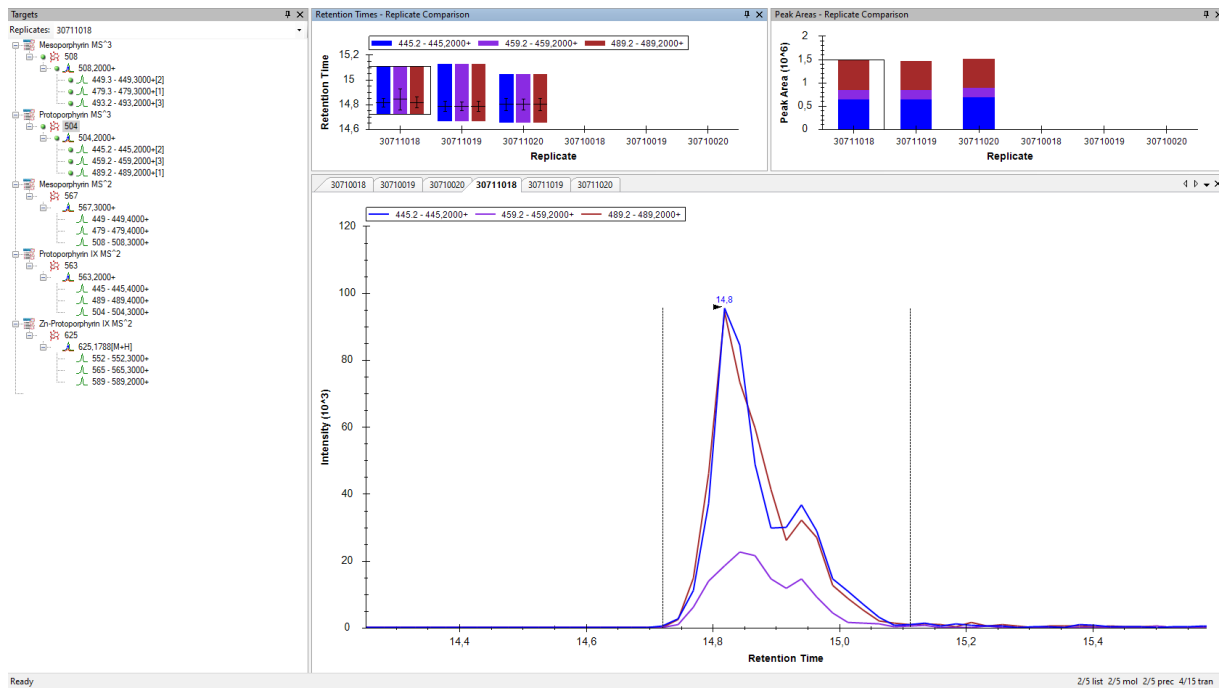 Targets
Replicates: 30711018
Mesoporphyrin MS^3
508
508,2000+
449.3 - 449,3000+[2]
479.3 - 479,3000+[1]
493.2 - 493,2000+[3]
Protoporphyrin MS^3
504
504,2000+
445.2 - 445,2000+[2]
459.2 - 459,2000+[3]
489.2 - 489,2000+[1]
Mesoporphyrin MS^2
567
567,3000+
449 - 449,4000+
479 - 479,4000+
508 - 508,3000+
Protoporphyrin IX MS^2
563
563,2000+
445 - 445,4000+
489 - 489,4000+
504 - 504,3000+
Zn-Protoporphyrin IX MS^2
625
625,1788[M+H]
552 - 552,3000+
565 - 565,3000+
589 - 589,2000+
Retention Times - Replicate Comparison
445.2 - 445,2000+ 459.2 - 459,2000+ 489.2 - 489,2000+
Retention Time
15,2
15
14,8
14,6
30711018 30711019 30711020 30710018 30710019 30710020
Replicate
Peak Areas - Replicate Comparison
Peak Area (10^6)
2
1,5
1
0,5
0
30711018 30711019 30711020 30710018 30710019 30710020
Replicate
30710018 30710019 30710020 30711018 30711019 30711020
445.2 - 445,2000+ 459.2 - 459,2000+ 489.2 - 489,2000+
Intensity (10^3)
120
100
80
60
40
20
0
14,8
14,4 14,6 14,8 15,0 15,2 15,4
Retention Time
Ready
2/5 list 2/5 mol 2/5 prec 4/15 tran